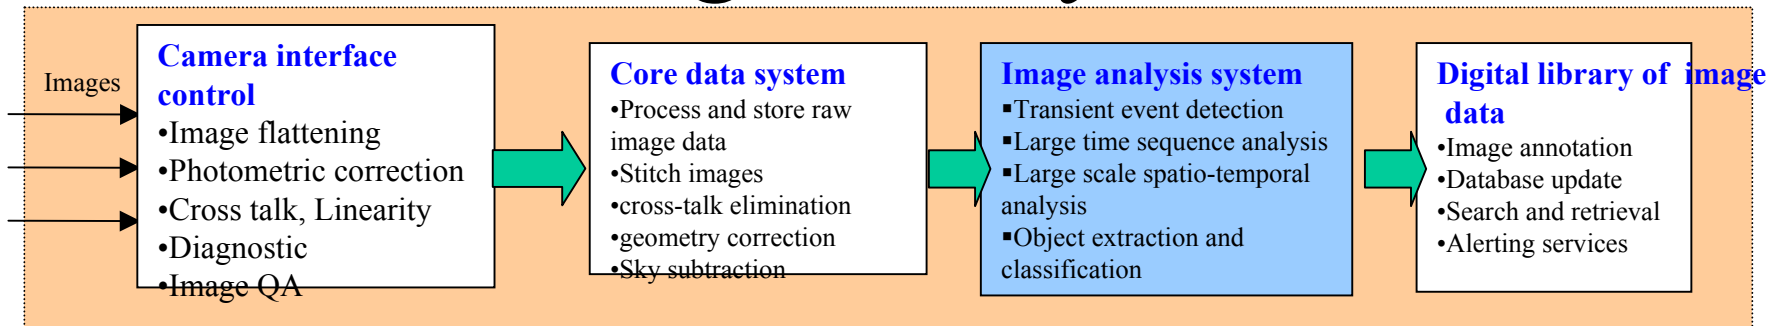 Images
Camera interface
control
•Image flattening
•Photometric correction
•Cross talk, Linearity
•Diagnostic
•Image QA
Core data system
•Process and store raw
image data
•Stitch images
•cross-talk elimination
•geometry correction
•Sky subtraction
Image analysis system
▪Transient event detection
▪Large time sequence analysis
▪Large scale spatio-temporal
analysis
▪Object extraction and
classification
Digital library of image
data
•Image annotation
•Database update
•Search and retrieval
•Alerting services